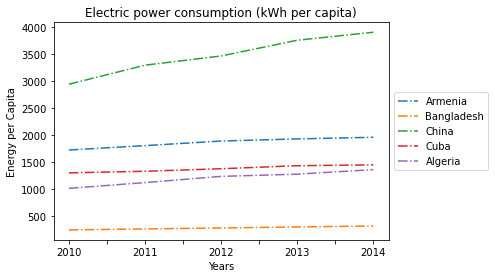 Electric power consumption (kWh per capita)
Energy per Capita
4000
3500
3000
2500
2000
1500
1000
500
2010
2011
2012
2013
2014
Years
Armenia
Bangladesh
China
Cuba
Algeria